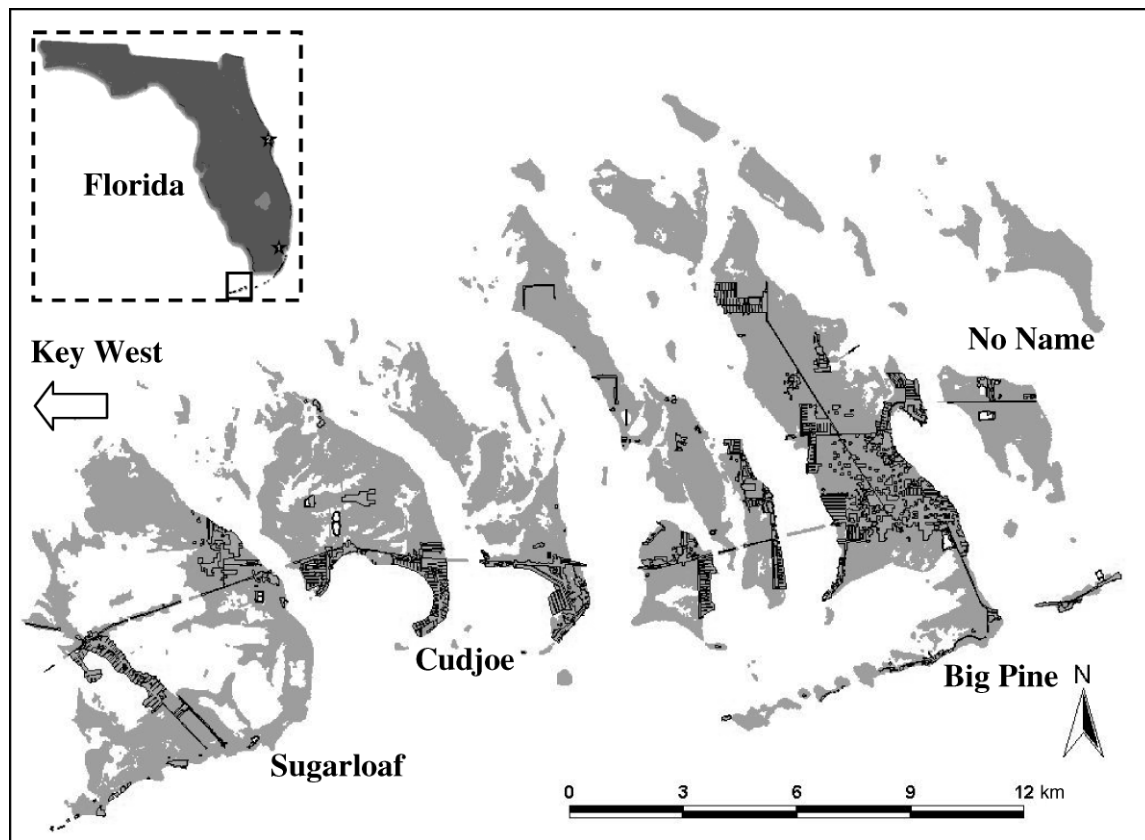 Florida
Key West
No Name
Cudjoe
Big Pine
N
Sugarloaf
0 3 6 9 12 km